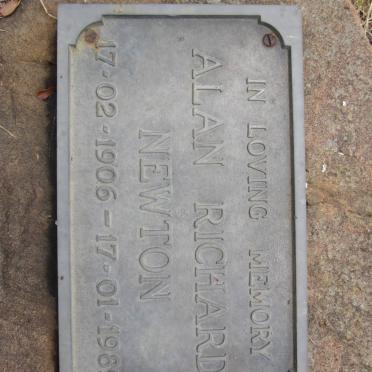 IN LOVING MEMORY
ALAN RICHARD
NEWTON
17-02-1906-17-01-198